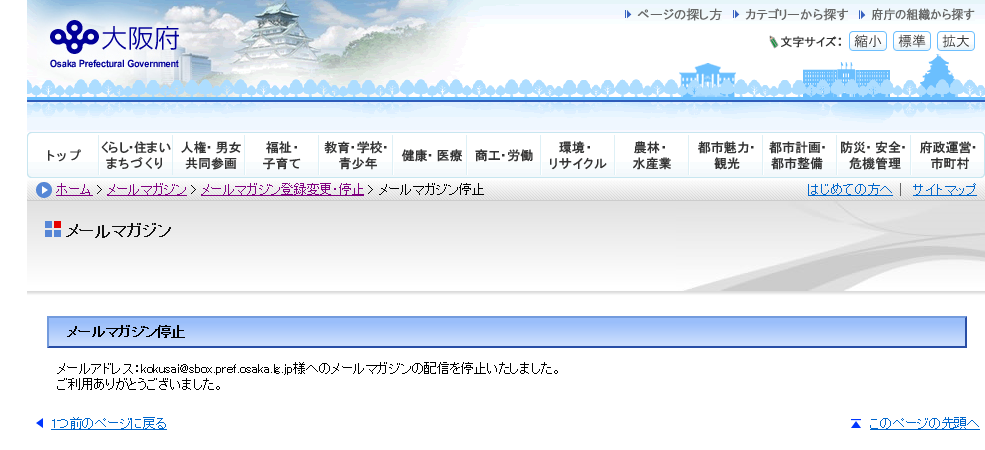 ページの探し方 カテゴリーから探す 府庁の組織から探す
大阪府
Osaka Prefectural Government
文字サイズ： 縮小 標準 拡大
トップ
くらし・住まい
まちづくり
人権・男女
共同参画
福祉・
子育て
教育・学校・
青少年
健康・医療
商工・労働
環境・
リサイクル
農林・
水産業
都市魅力・
観光
都市計画・
都市整備
防災・安全・
危機管理
府政運営・
市町村
ホーム > メールマガジン > メールマガジン登録変更・停止 > メールマガジン停止
はじめての方へ | サイトマップ
メールマガジン
メールマガジン停止
メールアドレス：kokusai@sbox.pref.osaka.lg.jp様へのメールマガジンの配信を停止いたしました。
ご利用ありがとうございました。
1つ前のページに戻る
このページの先頭へ